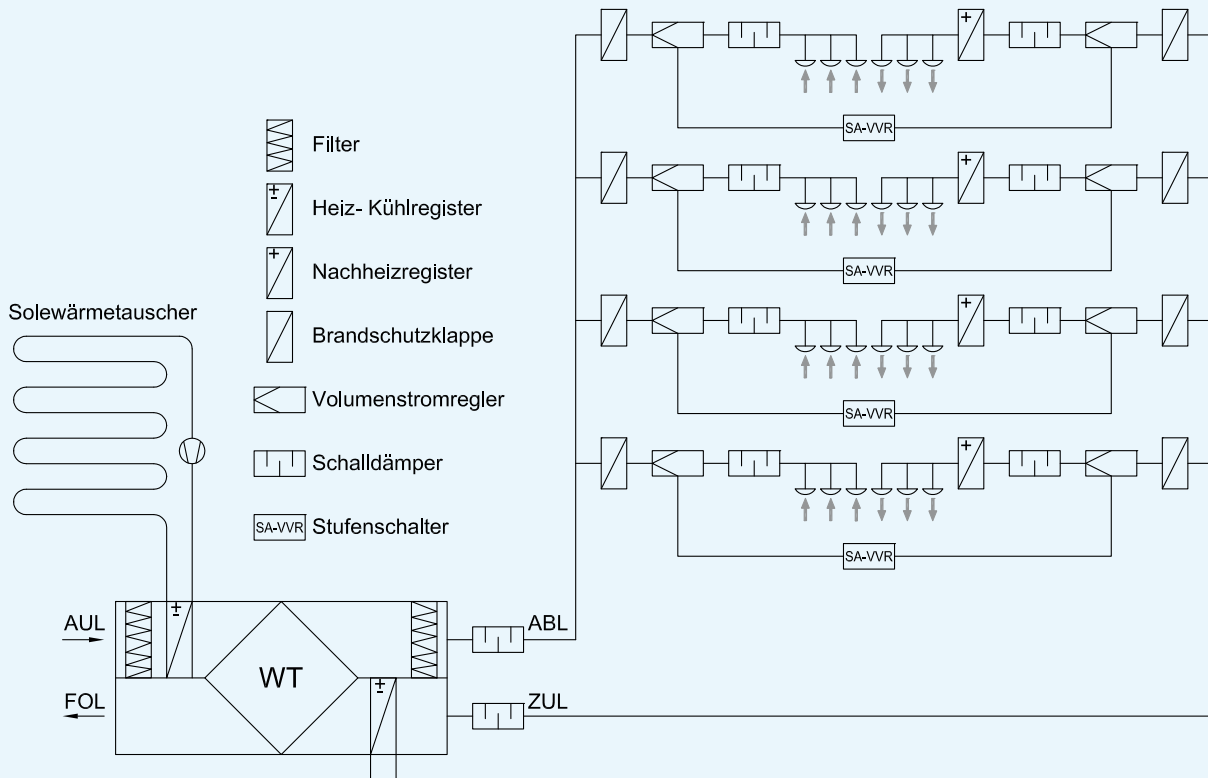 Filter
±
Heiz- Kühlregister
+
Nachheizregister
Brandschutzklappe
Volumenstromregler
Schalldämper
SA-VVR Stufenschalter
Solewärmetauscher
+
SA-VVR
+
SA-VVR
+
SA-VVR
+
SA-VVR
±
AUL
ABL
WT
±
FOL
ZUL